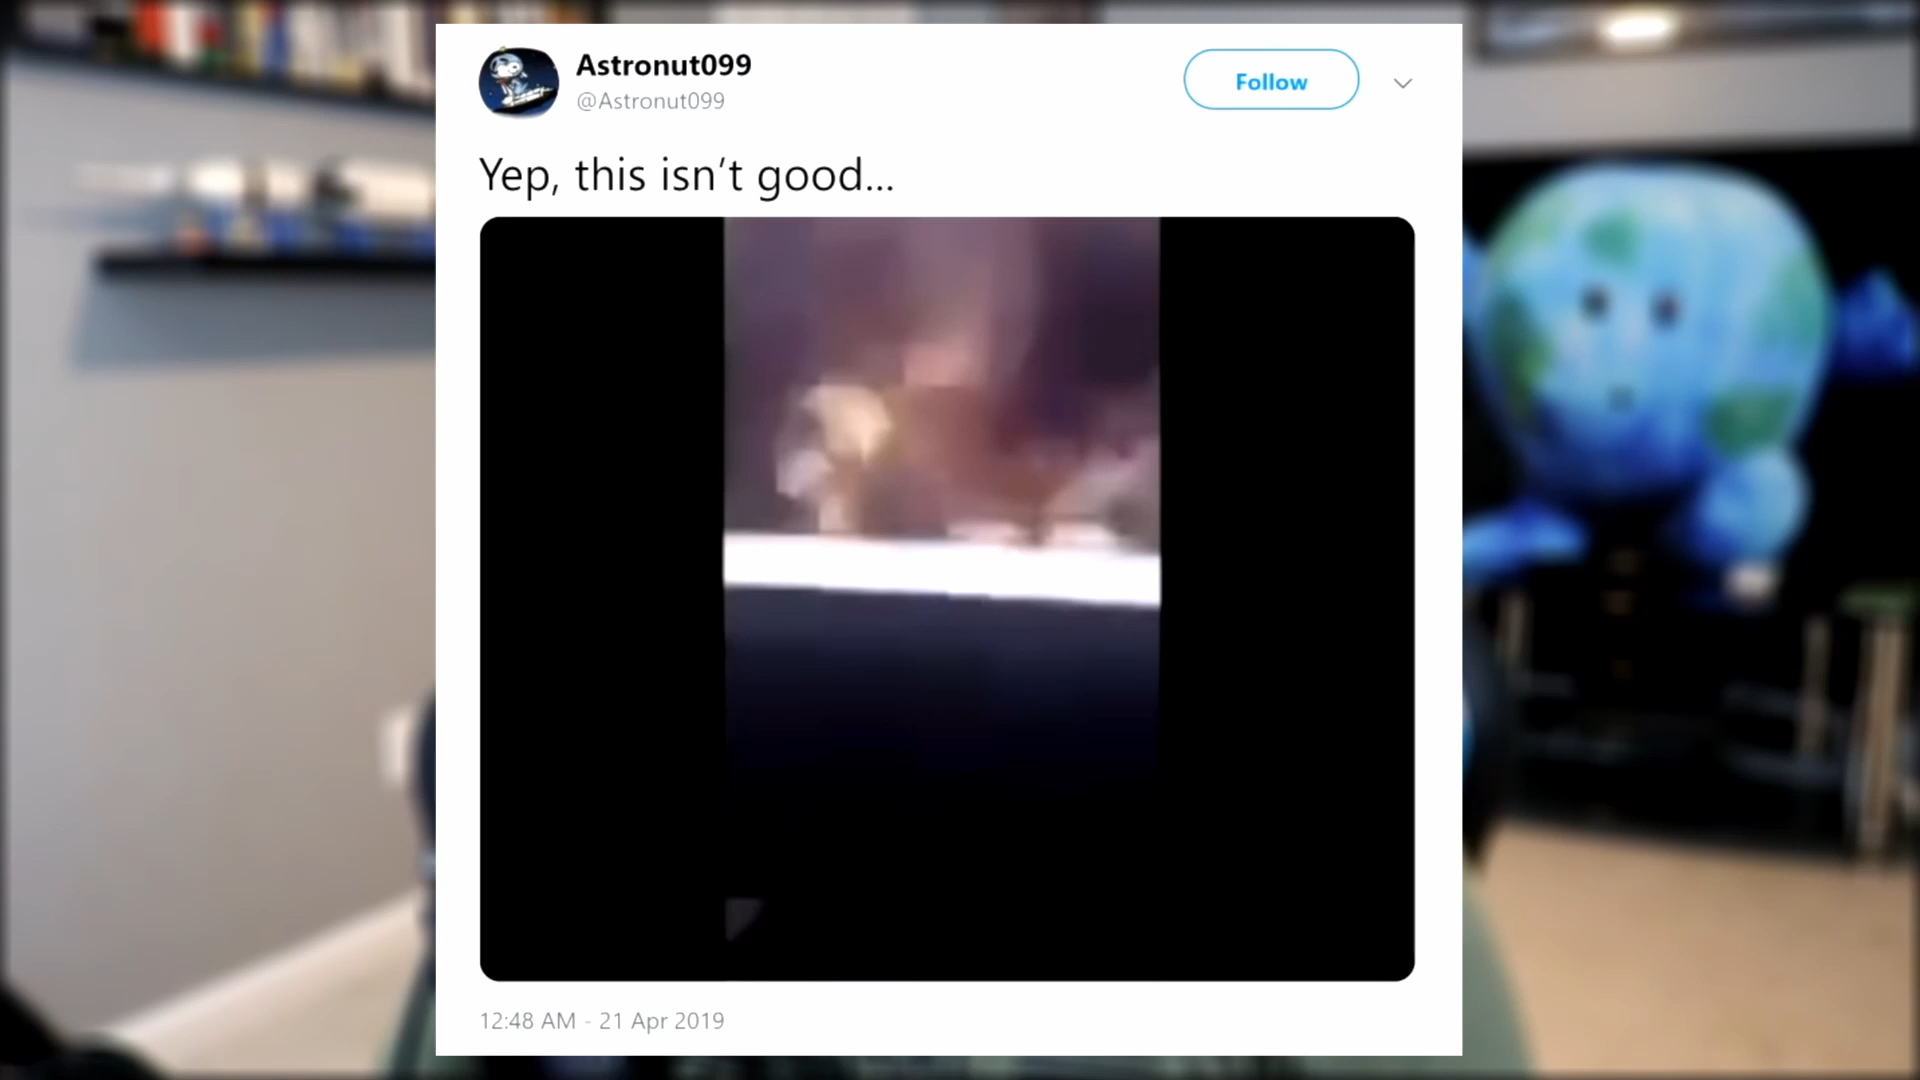 Astronut099
@Astronut099
Follow
Yep, this isn’t good...
12:48 AM - 21 Apr 2019